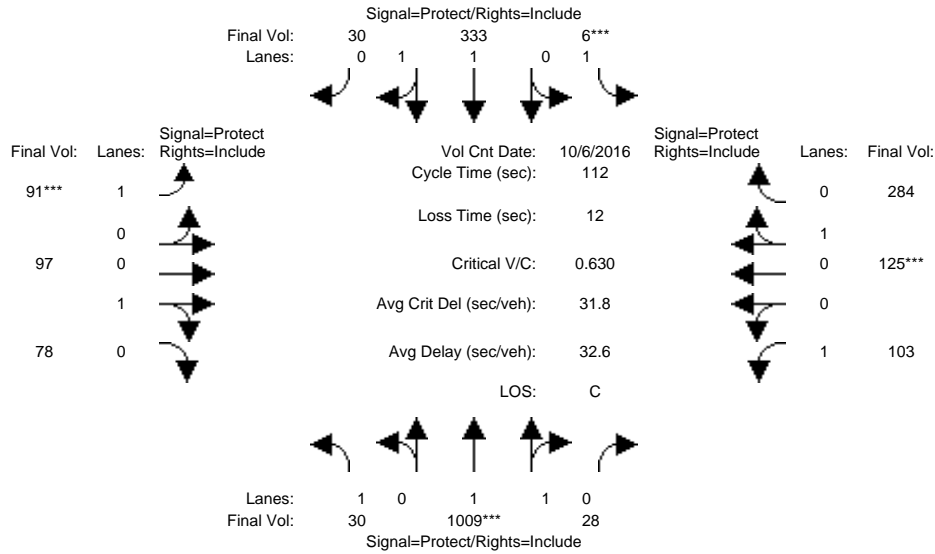 Signal=Protect/Rights=Include
Final Vol: 30 333 6***
Lanes: 0 1 1 0 1
Signal=Protect Signal=Protect
Final Vol: Lanes: Rights=Include Vol Cnt Date: 10/6/2016 Rights=Include Lanes: Final Vol:
Cycle Time (sec): 112
91*** 1 0 284
Loss Time (sec): 12
0 1
97 0 Critical V/C: 0.630 0 125***
1 Avg Crit Del (sec/veh): 31.8 0
78 0 Avg Delay (sec/veh): 32.6 1 103
LOS: C
Lanes: 1 0 1 1 0
Final Vol: 30 1009*** 28
Signal=Protect/Rights=Include